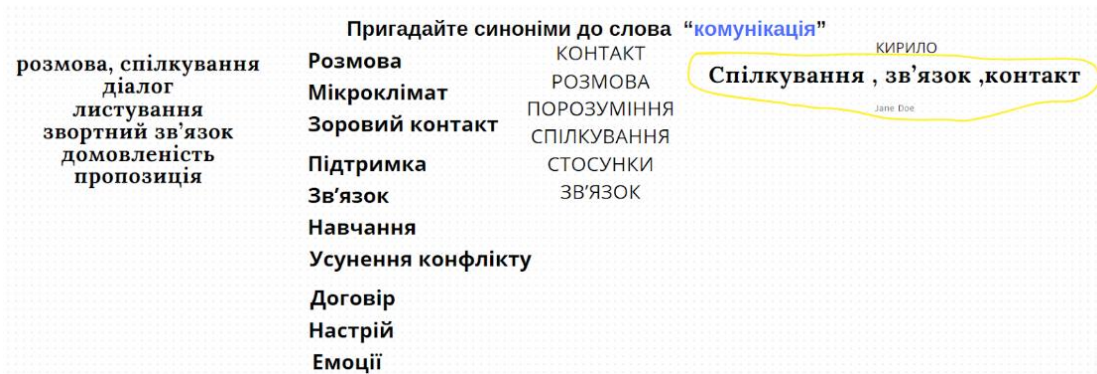 Пригадайте синоніми до слова “комунікація”
розмова, спілкування
діалог
листування
звортний зв’язок
домовленість
пропозиція
Розмова
Мікроклімат
Зоровий контакт
Підтримка
Зв’язок
Навчання
Усунення конфлікту
Договір
Настрій
Емоції
КОНТАКТ
РОЗМОВА
ПОРОЗУМІННЯ
СПІЛКУВАННЯ
СТОСУНКИ
ЗВ’ЯЗОК
КИРИЛО
Спілкування , зв’язок ,контакт
Jane Doe